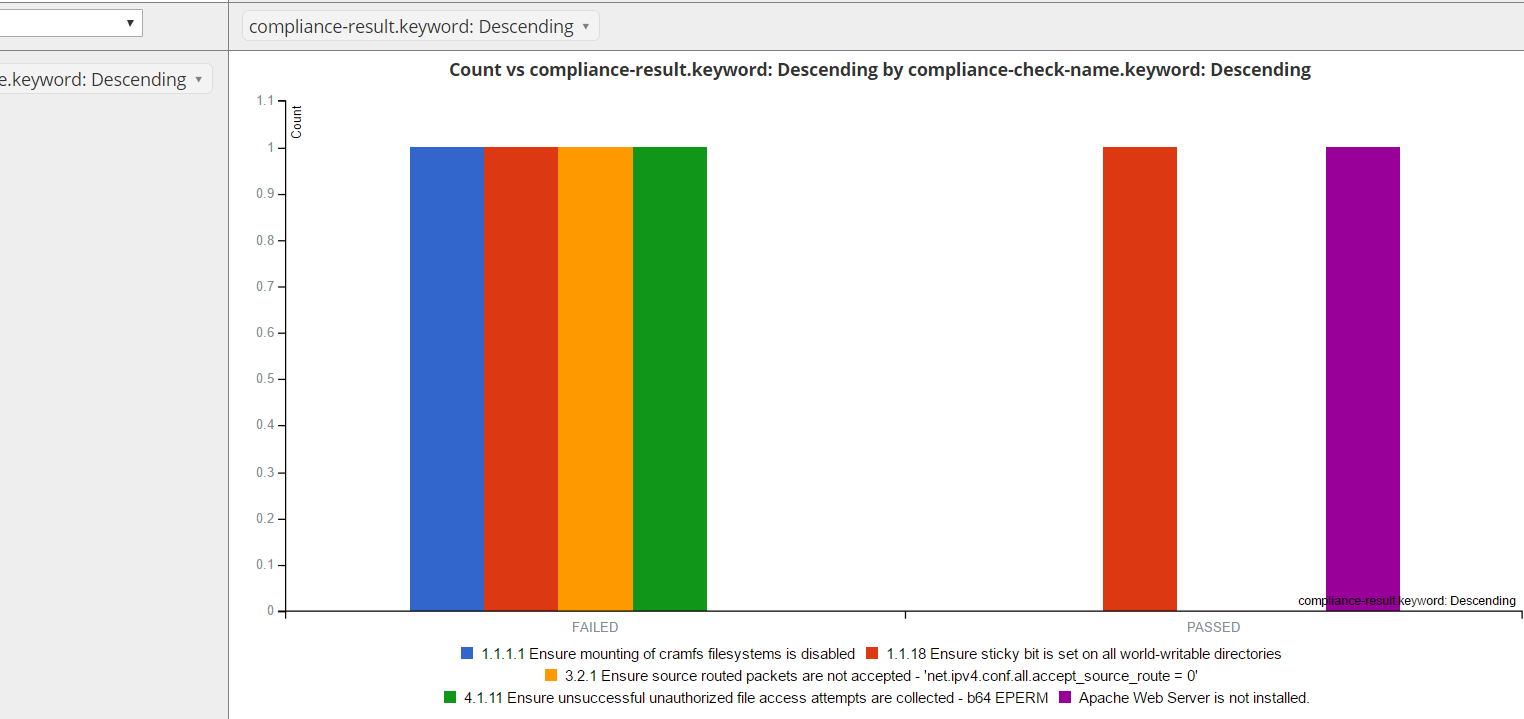 compliance-result.keyword: Descending
e.keyword: Descending
Count vs compliance-result.keyword: Descending by compliance-check-name.keyword: Descending
Count
1.1
1
0.9
0.8
0.7
0.6
0.5
0.4
0.3
0.2
0.1
0
compliance-result.keyword: Descending
FAILED
PASSED
1.1.1.1 Ensure mounting of cramfs filesystems is disabled
1.1.18 Ensure sticky bit is set on all world-writable directories
3.2.1 Ensure source routed packets are not accepted - 'net.ipv4.conf.all.accept_source_route = 0'
4.1.11 Ensure unsuccessful unauthorized file access attempts are collected - b64 EPERM
Apache Web Server is not installed.